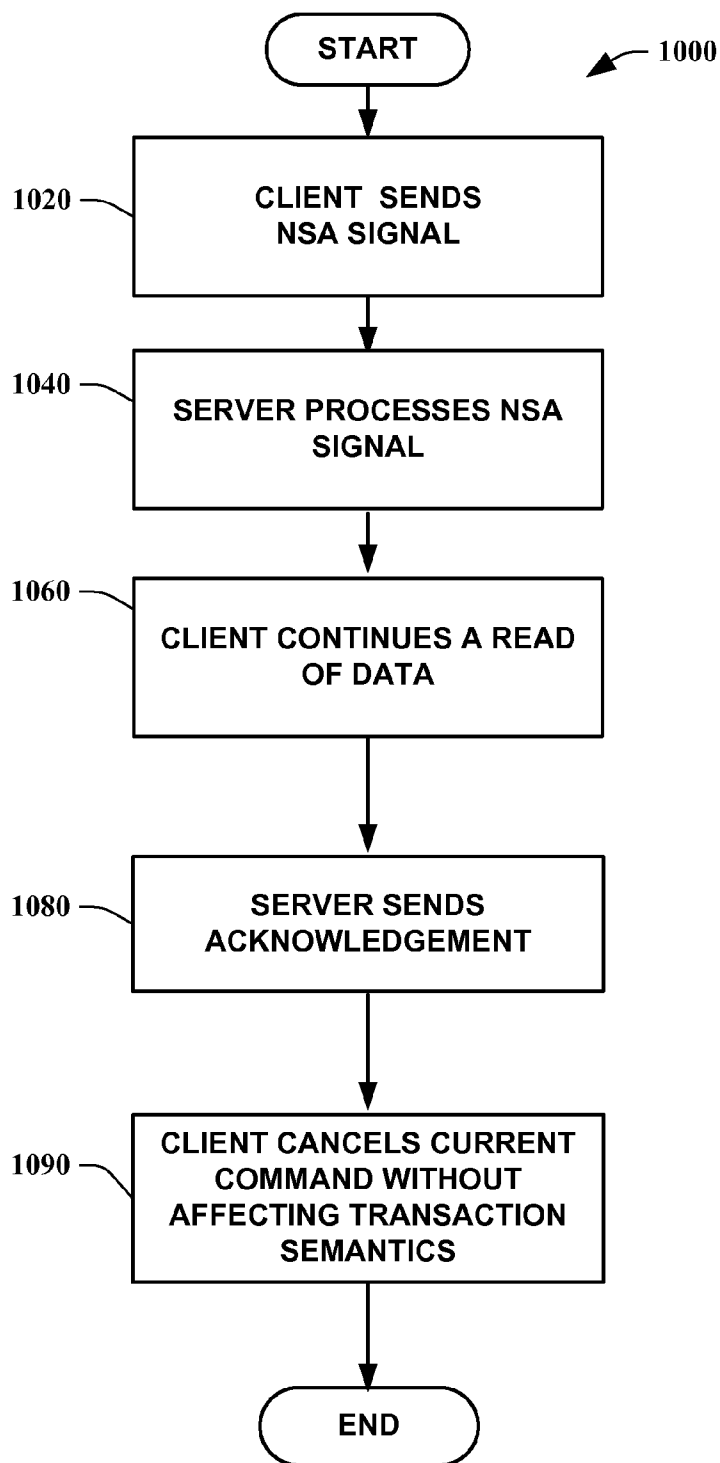 START
1000
1020
CLIENT SENDS
NSA SIGNAL
1040
SERVER PROCESSES NSA
SIGNAL
1060
CLIENT CONTINUES A READ
OF DATA
1080
SERVER SENDS
ACKNOWLEDGEMENT
1090
CLIENT CANCELS CURRENT
COMMAND WITHOUT
AFFECTING TRANSACTION
SEMANTICS
END